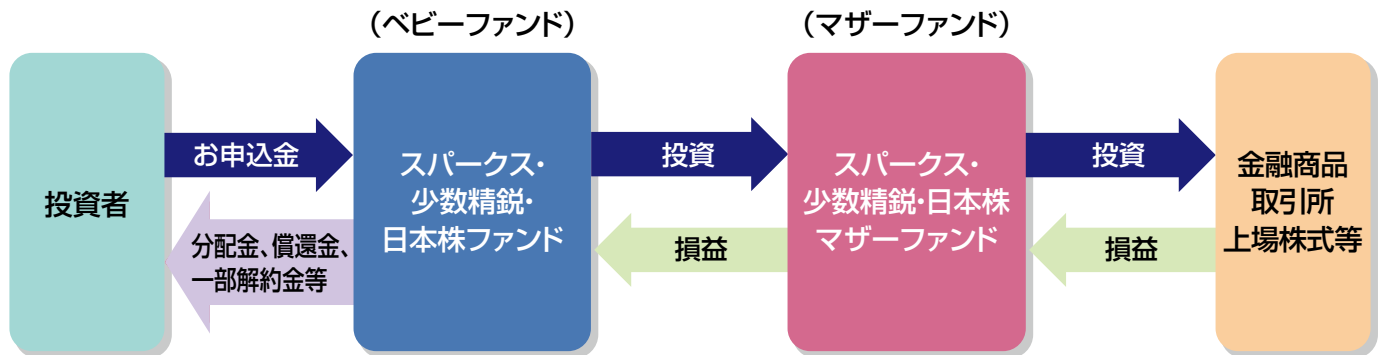 （ベビーファンド）
（マザーファンド）
投資者
お申込金
分配金、償還金、
一部解約金等
スパークス・
少数精鋭・
日本株ファンド
投資
損益
スパークス・
少数精鋭・日本株
マザーファンド
投資
損益
金融商品
取引所
上場株式等